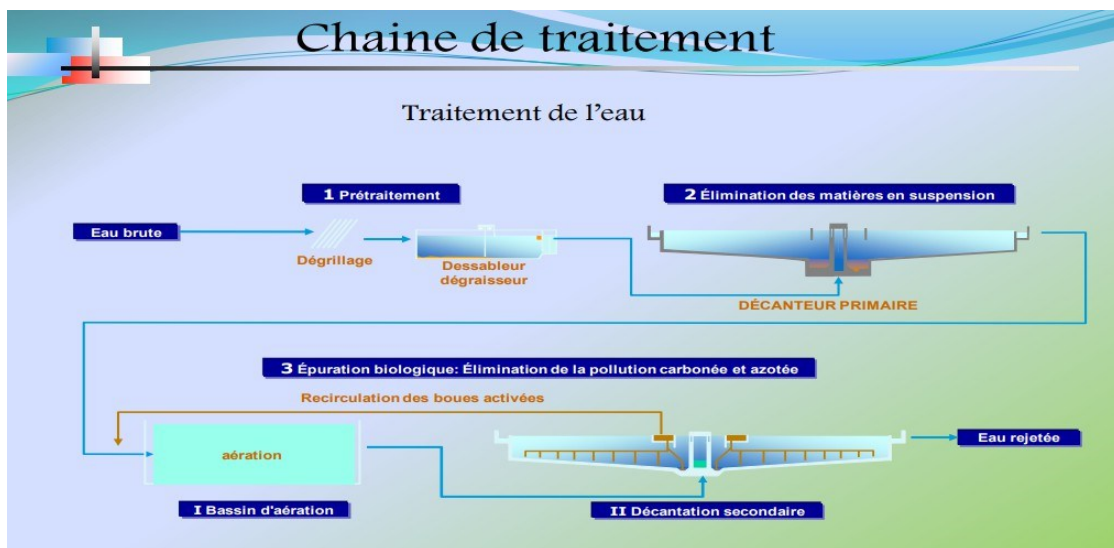 Chaine de traitement
Traitement de l'eau
1 Prétraitement
2 Élimination des matières en suspension
Eau brute
Dégrillage
Dessableur
dégraisseur
DÉCANTEUR PRIMAIRE
3 Épuration biologique: Élimination de la pollution carbonée et azotée
Recirculation des boues activées
aération
Eau rejetée
I Bassin d'aération
II Décantation secondaire